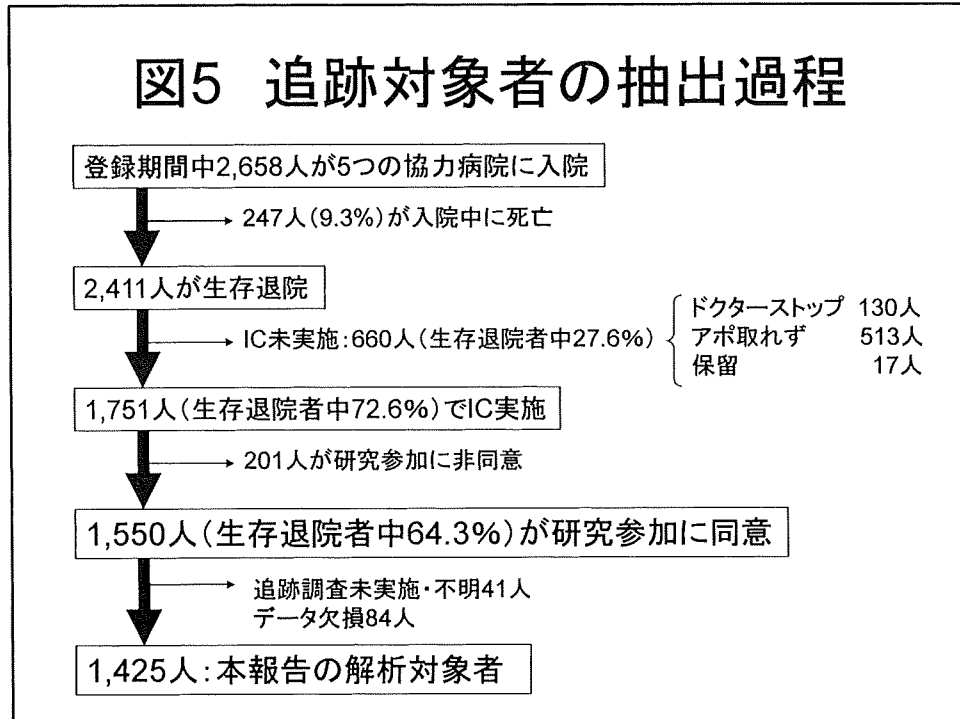 図5 追跡対象者の抽出過程
登録期間中2,658人が5つの協力病院に入院
247人(9.3%)が入院中に死亡
2,411人が生存退院
IC未実施:660人(生存退院者中27.6%)
ドクターストップ 130人
アポ取れず 513人
保留 17人
1,751人(生存退院者中72.6%)でIC実施
201人が研究参加に非同意
1,550人(生存退院者中64.3%)が研究参加に同意
追跡調査未実施・不明41人
データ欠損84人
1,425人:本報告の解析対象者